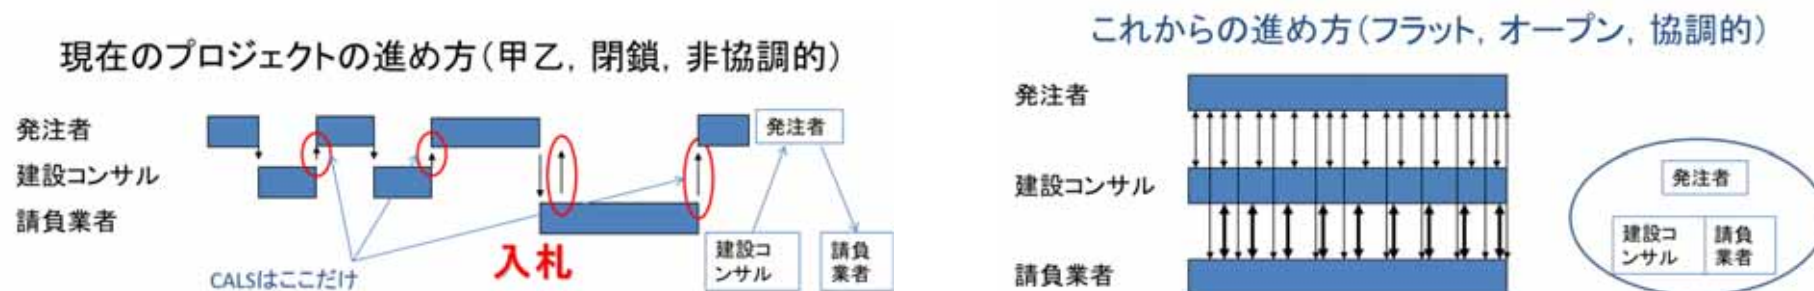 現在のプロジェクトの進め方(甲乙, 閉鎖, 非協調的)
発注者
建設コンサル
請負業者
発注者
建設コ
ンサル
請負
業者
入札
CALSはここだけ
これからの進め方(フラット, オープン, 協調的)
発注者
建設コンサル
請負業者
発注者
建設コ
ンサル
請負
業者